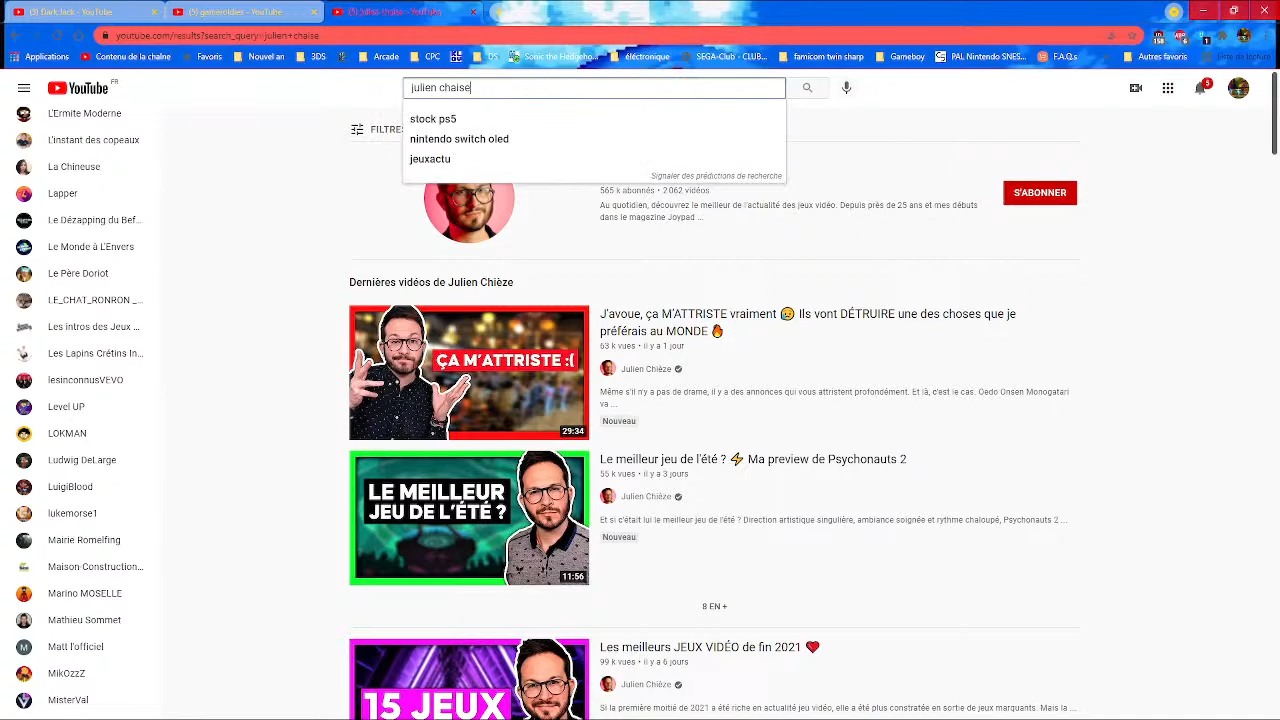 (5) Dark Jack - YouTube
(5) gameroldies - YouTube
(5) julien chaise - YouTube
youtube.com/results?search_query=julien+chaise
Applications
Contenu de la chaîne
Favoris
Nouvel an
3DS
Arcade
CPC
DS
Sonic the Hedgeho...
éléctronique
SEGA-Club - CLUB...
famicom twin sharp
Gameboy
PAL Nintendo SNES...
F.A.Q.s
Autres favoris
Liste de lecture
YouTube FR
julien chaise
5
stock ps5
nintendo switch oled
jeuxactu
Signaler des prédictions de recherche
FILTRES
565 k abonnés • 2 062 vidéos
Au quotidien, découvrez le meilleur de l'actualité des jeux vidéo. Depuis près de 25 ans et mes débuts
dans le magazine Joypad ...
S'ABONNER
L'Ermite Moderne
L'instant des copeaux
La Chineuse
Lapper
Le Dézapping du Bef...
Le Monde à L'Envers
Le Père Doriot
LE_CHAT_RONRON _...
Les intros des Jeux ...
Les Lapins Crétins In...
lesinconnusVEVO
Level UP
LOKMAN
Ludwig DeLarge
LuigiBlood
lukemorse1
Mairie Romelfing
Maison-Construction...
Marino MOSELLE
Mathieu Sommet
M
Matt l'officiel
MikOzzZ
MisterVal
Dernières vidéos de Julien Chièze
ÇA M'ATTRISTE :(
29:34
J'avoue, ça M'ATTRISTE vraiment 😥 Ils vont DÉTRUIRE une des choses que je
préférais au MONDE 🔥
63 k vues • il y a 1 jour
Julien Chièze
Même s'il n'y a pas de drame, il y a des annonces qui vous attristent profondément. Et là, c'est le cas. Oedo Onsen Monogatari
va ...
Nouveau
LE MEILLEUR
JEU DE L'ÉTÉ ?
11:56
Le meilleur jeu de l'été ? ⚡ Ma preview de Psychonauts 2
55 k vues • il y a 3 jours
Julien Chièze
Et si c'était lui le meilleur jeu de l'été ? Direction artistique singulière, ambiance soignée et rythme chaloupé, Psychonauts 2 ...
Nouveau
8 EN +
15 JEUX
Les meilleurs JEUX VIDÉO de fin 2021 ❤
99 k vues • il y a 6 jours
Julien Chièze
Si la première moitié de 2021 a été riche en actualité jeu vidéo, elle a été plus constratée en sortie de jeux marquants. Mais ...